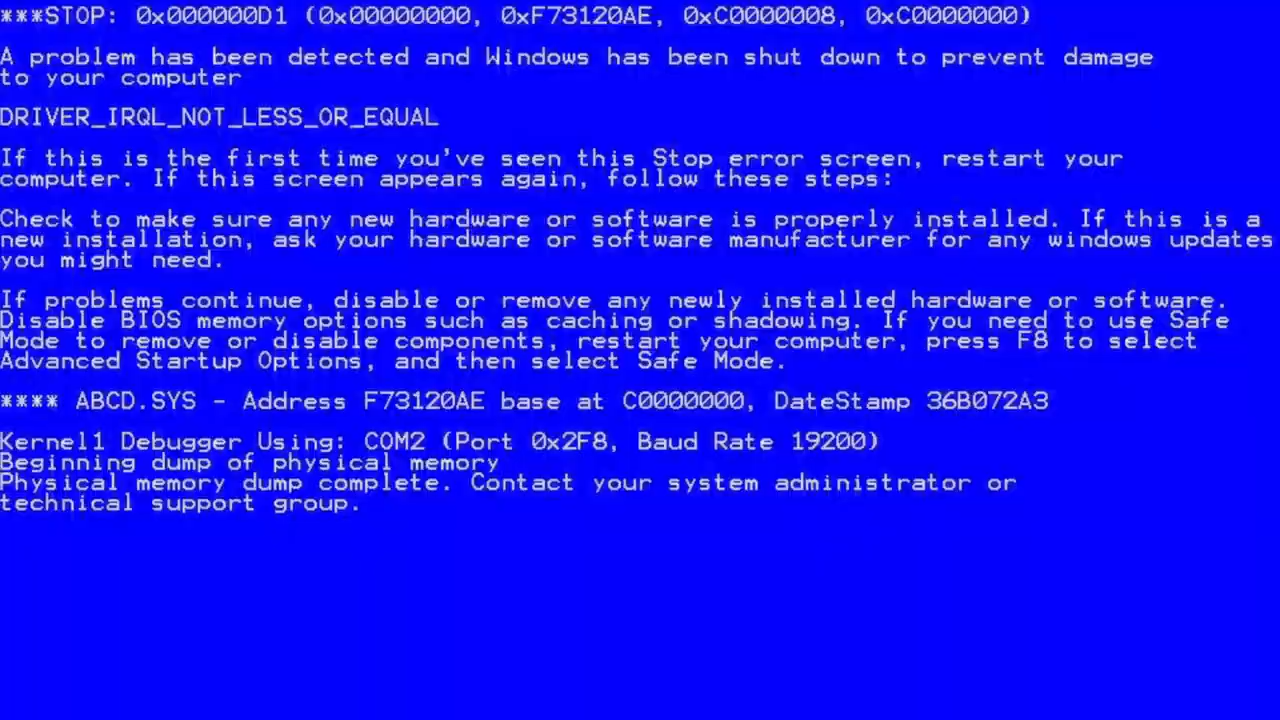 ***STOP: 0x000000D1 (0x00000000, 0xF73120AE, 0xC0000008, 0xC0000000)
A problem has been detected and Windows has been shut down to prevent damage
to your computer
DRIVER_IRQL_NOT_LESS_OR_EQUAL
If this is the first time you've seen this Stop error screen, restart your
computer. If this screen appears again, follow these steps:
Check to make sure any new hardware or software is properly installed. If this is a
new installation, ask your hardware or software manufacturer for any windows updates
you might need.
If problems continue, disable or remove any newly installed hardware or software.
Disable BIOS memory options such as caching or shadowing. If you need to use Safe
Mode to remove or disable components, restart your computer, press F8 to select
Advanced Startup Options, and then select Safe Mode.
**** ABCD.SYS - Address F73120AE base at C0000000, DateStamp 36B072A3
Kernel1 Debugger Using: COM2 (Port 0x2F8, Baud Rate 19200)
Beginning dump of physical memory
Physical memory dump complete. Contact your system administrator or
technical support group.